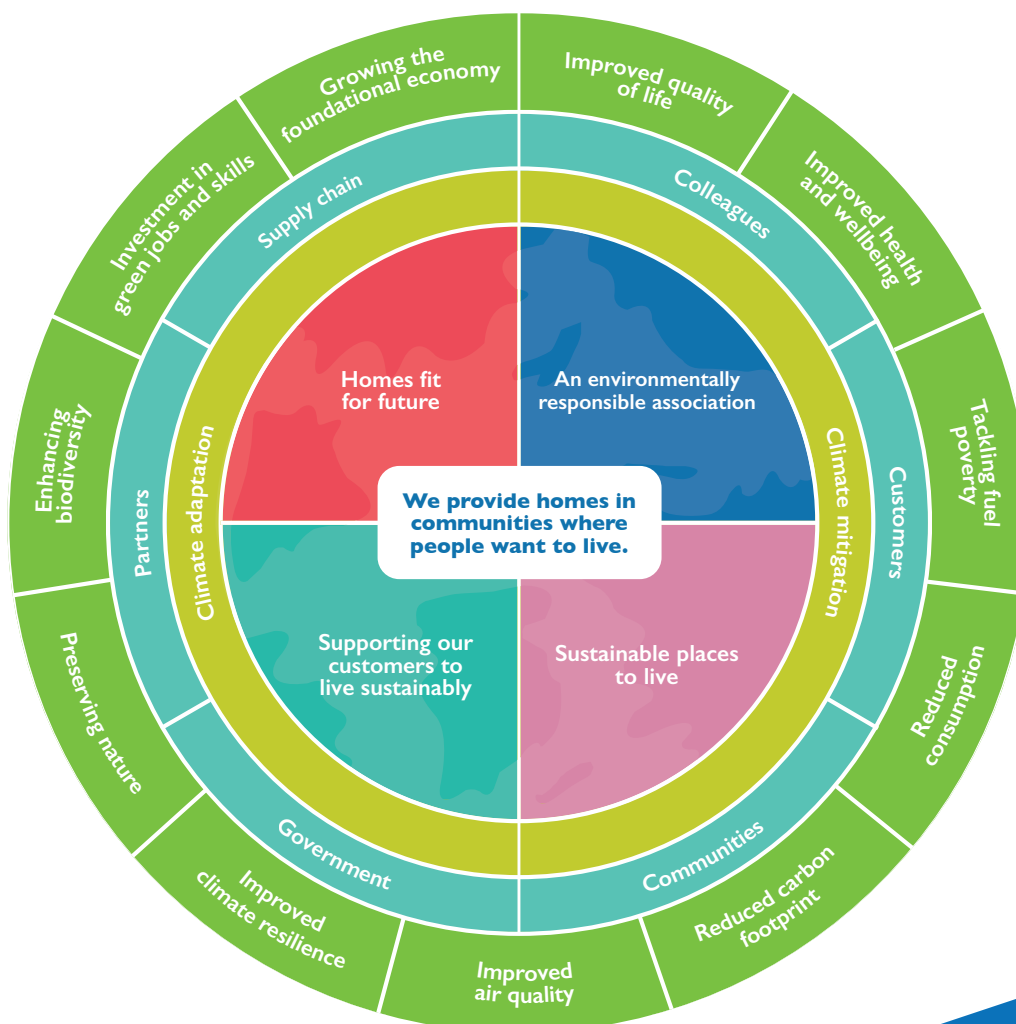 Growing the
foundational economy
Improved quality
of life
Improved health
and wellbeing
Tackling fuel
poverty
Reduced
consumption
Reduced carbon
footprint
Improved
air quality
Improved
climate resilience
Preserving nature
Enhancing
biodiversity
Investment in
green jobs and skills
Supply chain
Colleagues
Customers
Communities
Government
Partners
Climate adaptation
Climate mitigation
Homes fit
for future
An environmentally
responsible association
We provide homes in
communities where
people want to live.
Supporting our
customers to
live sustainably
Sustainable places
to live